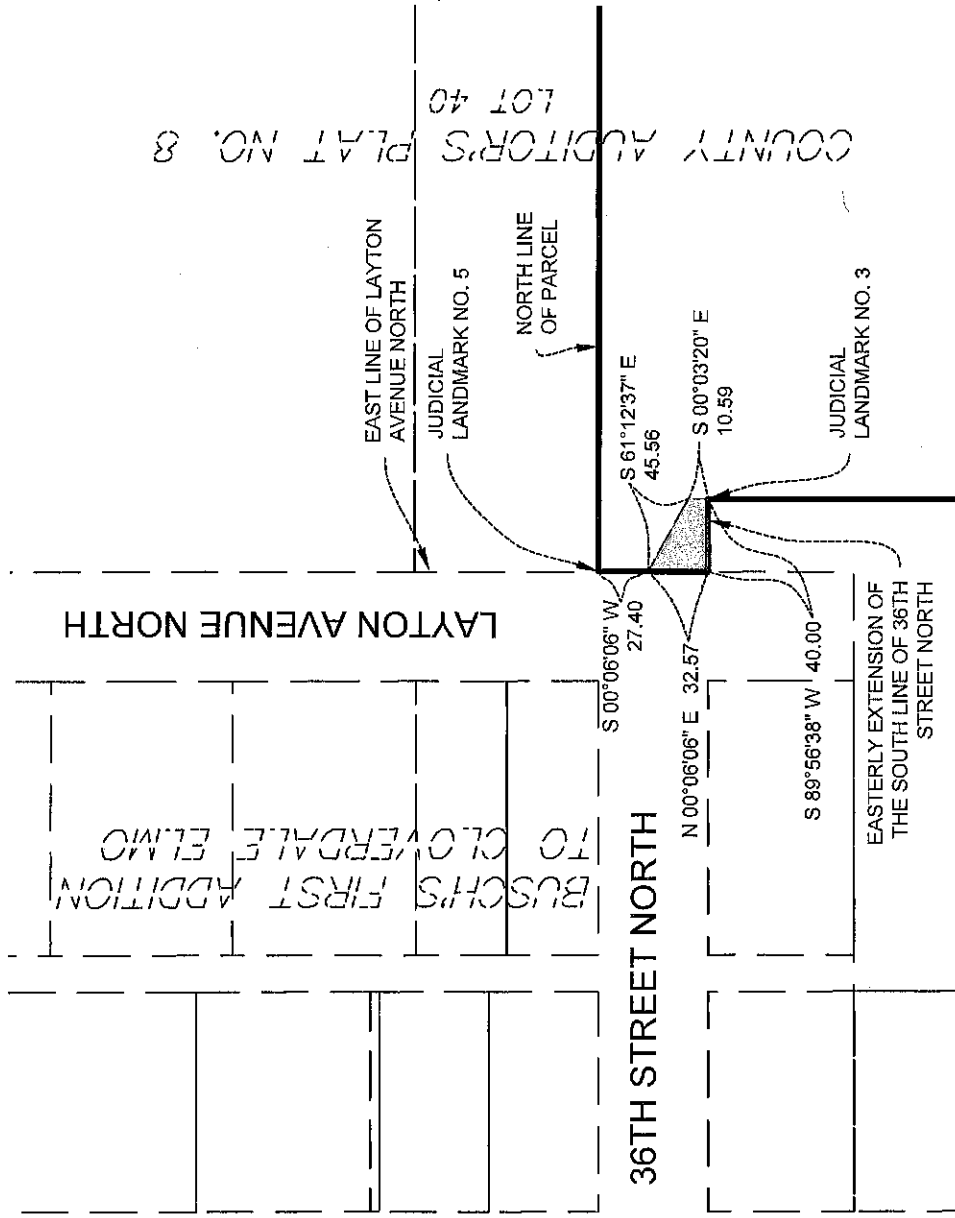 COUNTY AUDITOR'S PLAT NO. 8
LOT 40
EAST LINE OF LAYTON
AVENUE NORTH
JUDICIAL
LANDMARK NO. 5
NORTH LINE
OF PARCEL
LAYTON AVENUE NORTH
S 61°12'37" E
45.56
S 00°03'20" E
10.59
S 00°06'06" W
27.40
N 00°06'06" E 32.57
JUDICIAL
LANDMARK NO. 3
S 89°56'38" W 40.00
EASTERLY EXTENSION OF
THE SOUTH LINE OF 36TH
STREET NORTH
BUSCH'S FIRST ADDITION
TO CLOVERDALE ELMO
36TH STREET NORTH